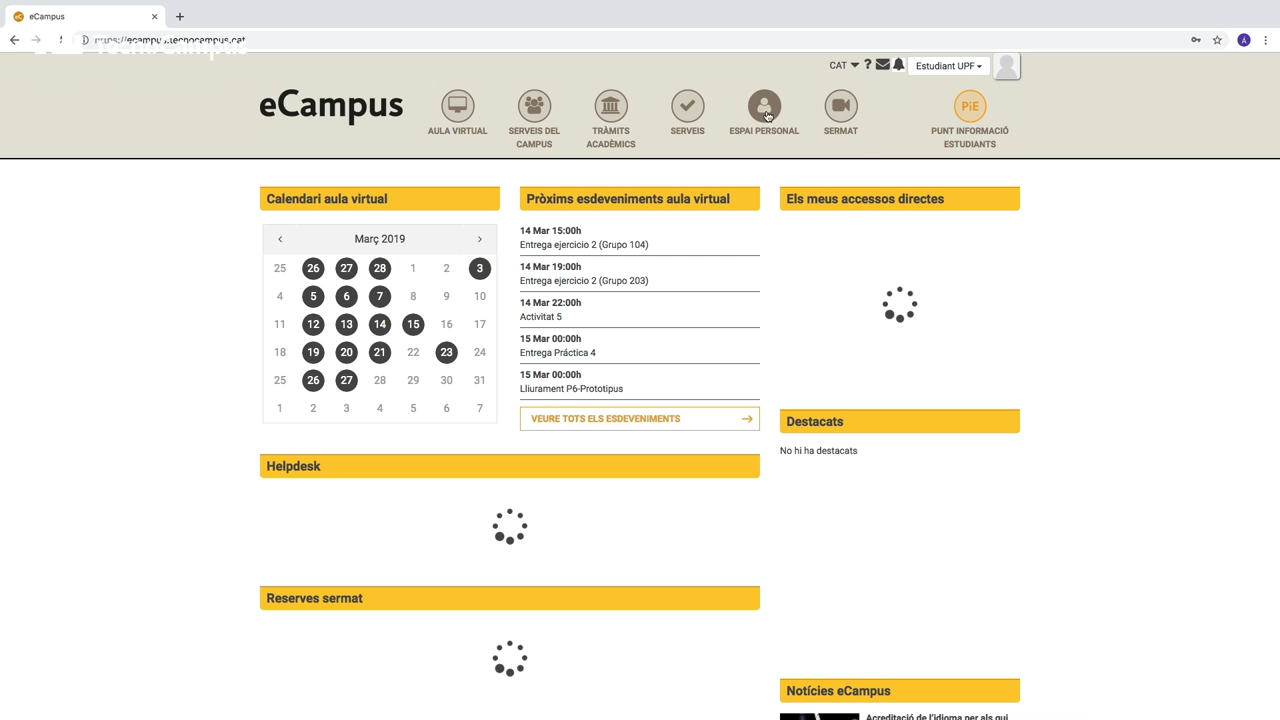 eCampus
https://ecampus.tecnocampus.cat
CAT
Estudiant UPF
eCampus
AULA VIRTUAL
SERVEIS DEL
CAMPUS
TRÀMITS
ACADÈMICS
SERVEIS
ESPAI PERSONAL
SERMAT
PiE
PUNT INFORMACIÓ
ESTUDIANTS
Calendari aula virtual
Març 2019
25 26 27 28 1 2 3
4 5 6 7 8 9 10
11 12 13 14 15 16 17
18 19 20 21 22 23 24
25 26 27 28 29 30 31
1 2 3 4 5 6 7
Pròxims esdeveniments aula virtual
14 Mar 15:00h
Entrega ejercicio 2 (Grupo 104)
14 Mar 19:00h
Entrega ejercicio 2 (Grupo 203)
14 Mar 22:00h
Activitat 5
15 Mar 00:00h
Entrega Práctica 4
15 Mar 00:00h
Lliurament P6-Prototipus
VEURE TOTS ELS ESDEVENIMENTS
Els meus accessos directes
Destacats
No hi ha destacats
Helpdesk
Reserves sermat
Notícies eCampus
Acreditació de l'idioma per als qui